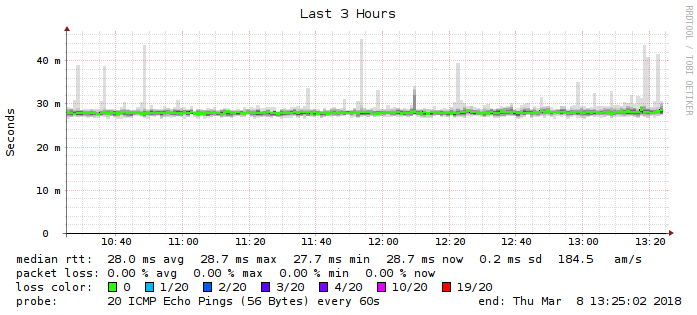 Last 3 Hours
RRDTOOL / TOBI OETIKER
Seconds
40 m
30 m
20 m
10 m
0
10:40 11:00 11:20 11:40 12:00 12:20 12:40 13:00 13:20
median rtt: 28.0 ms avg 28.7 ms max 27.7 ms min 28.7 ms now 0.2 ms sd 184.5 am/s
packet loss: 0.00 % avg 0.00 % max 0.00 % min 0.00 % now
loss color: 0 1/20 2/20 3/20 4/20 10/20 19/20
probe: 20 ICMP Echo Pings (56 Bytes) every 60s end: Thu Mar 8 13:25:02 2018